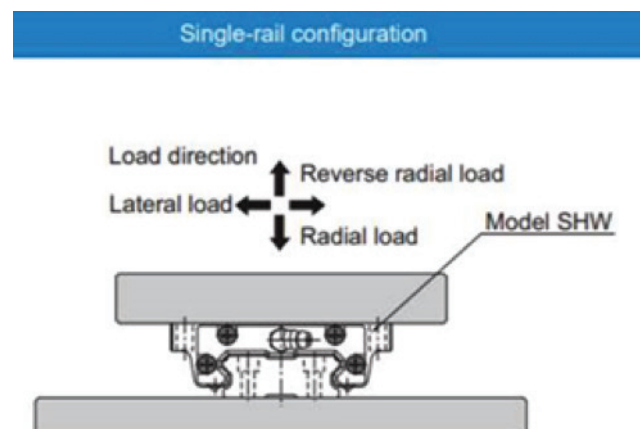 Single-rail configuration
Load direction
Reverse radial load
Lateral load
Radial load
Model SHW